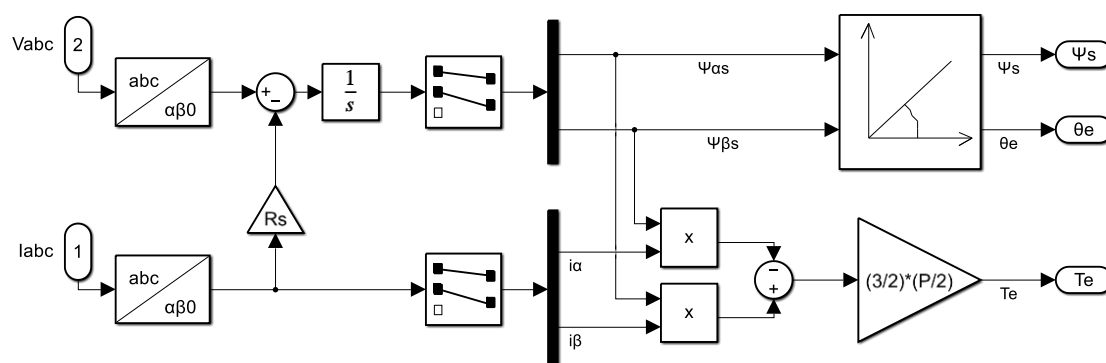 Vabc
2
abc
αβ0
+
−
1
s
Ψαs
Ψβs
Ψs
θe
Ψs
θe
Rs
Iabc
1
abc
αβ0
iα
iβ
x
x
−
+
(3/2)*(P/2)
Te
Te